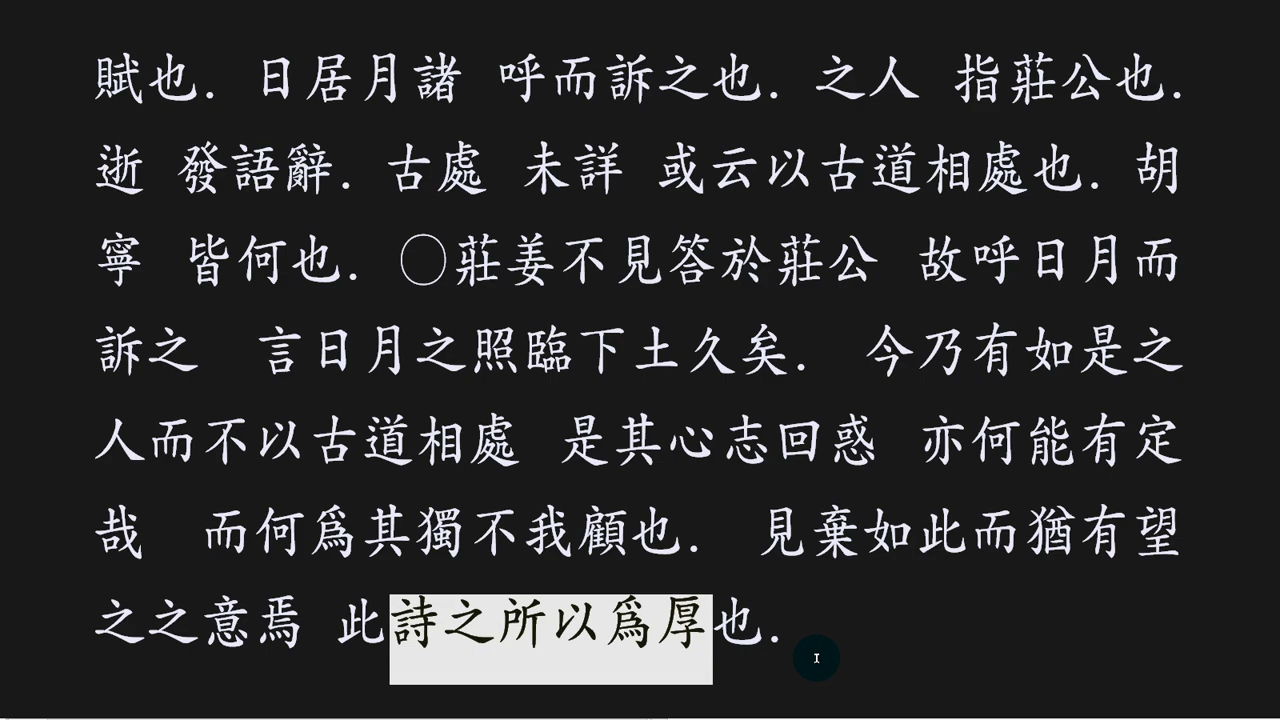 賦也. 日居月諸 呼而訴之也. 之人 指莊公也.
逝 發語辭. 古處 未詳 或云以古道相處也. 胡
寧 皆何也. ◯莊姜不見答於莊公 故呼日月而
訴之 言日月之照臨下土久矣. 今乃有如是之
人而不以古道相處 是其心志回惑 亦何能有定
哉 而何爲其獨不我顧也. 見棄如此而猶有望
之之意焉 此詩之所以爲厚也.